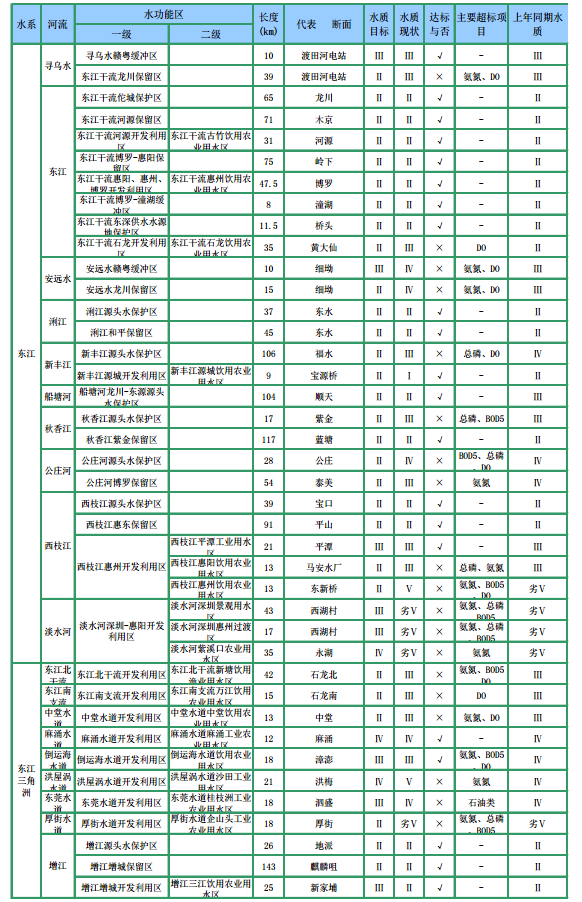 水系 河流 水功能区 长度(km) 代表 断面 水质目标 水质现状 达标与否 主要超标项目 上年同期水质
一级 二级
东江 寻乌水 寻乌水赣粤缓冲区 10 渡田河电站 III III √ - III
东江干流龙川保留区 39 渡田河电站 II III × 氨氮、DO III
东江 东江干流佗城保护区 65 龙川 II II √ - II
东江干流河源保留区 71 木京 II II √ - II
东江干流河源开发利用区 东江干流古竹饮用农业用水区 31 河源 II II √ - II
东江干流博罗-惠阳保留区 75 岭下 II II √ - II
东江干流惠阳、惠州、博罗开发利用区 东江干流惠州饮用农业用水区 47.5 博罗 II II √ - II
东江干流博罗-潼湖缓冲区 8 潼湖 II II √ - II
东江干流东深供水水源地保护区 11.5 桥头 II II √ - II
东江干流石龙开发利用区 东江干流石龙饮用农业用水区 35 黄大仙 II III × DO II
安远水 安远水赣粤缓冲区 10 细坳 III IV × 氨氮、DO III
安远水龙川保留区 15 细坳 II IV × 氨氮、DO III
浰江 浰江源头水保护区 37 东水 II II √ - II
浰江和平保留区 45 东水 II II √ - II
新丰江 新丰江源头水保护区 106 福水 II III × 总磷、DO IV
新丰江源城开发利用区 新丰江源城饮用农业用水区 9 宝源桥 II I √ - II
船塘河 船塘河龙川-东源源头水保护区 104 顺天 II II √ - III
秋香江 秋香江源头水保护区 17 紫金 II III × 总磷、BOD5 III
秋香江紫金保留区 117 蓝塘 II II √ - II
公庄河 公庄河源头水保护区 28 公庄 II IV × BOD5、总磷、DO IV
公庄河博罗保留区 54 泰美 II III × 氨氮 IV
西枝江 西枝江源头水保护区 39 宝口 II II √ - II
西枝江惠东保留区 91 平山 II II √ - II
西枝江惠州开发利用区 西枝江平潭工业用水区 21 平潭 III III √ - III
西枝江惠阳饮用农业用水区 13 马安水厂 II III × 总磷、氨氮 III
西枝江惠州饮用农业用水区 13 东新桥 II V × 氨氮、BOD5、DO 劣V
淡水河 淡水河深圳-惠阳开发利用区 淡水河深圳景观用水区 43 西湖村 III 劣V × 氨氮、总磷、BOD5 劣V
淡水河深圳惠州过渡区 17 西湖村 III 劣V × 氨氮、总磷、BOD5 劣V
淡水河紫溪口农业用水区 35 永湖 IV 劣V × 氨氮 劣V
东江三角洲 东江北干流 东江北干流开发利用区 东江北干流新塘饮用渔业用水区 42 石龙北 II III × 氨氮、BOD5、DO III
东江南支流 东江南支流开发利用区 东江南支流万江饮用农业用水区 15 石龙南 II III × DO III
中堂水道 中堂水道开发利用区 中堂水道中堂饮用农业用水区 13 中堂 II III × 氨氮、DO III
麻涌水道 麻涌水道开发利用区 麻涌水道麻涌工业农业用水区 12 麻涌 IV IV √ - IV
倒运海水道 倒运海水道开发利用区 倒运海水道饮用农业用水区 18 漳澎 III III √ 氨氮、BOD5、DO IV
洪屋涡水道 洪屋涡水道开发利用区 洪屋涡水道沙田工业用水区 21 洪梅 IV V × 氨氮 IV
东莞水道 东莞水道开发利用区 东莞水道桂枝洲工业农业用水区 18 泗盛 III IV × 石油类 IV
厚街水道 厚街水道开发利用区 厚街水道企山头工业农业用水区 18 厚街 II 劣V × 氨氮、总磷、BOD5 劣V
增江 增江源头水保护区 26 地派 II II √ - II
增江增城保留区 143 麒麟咀 II II √ - II
增江增城开发利用区 增江三江饮用农业用水区 25 新家埔 III II √ - II